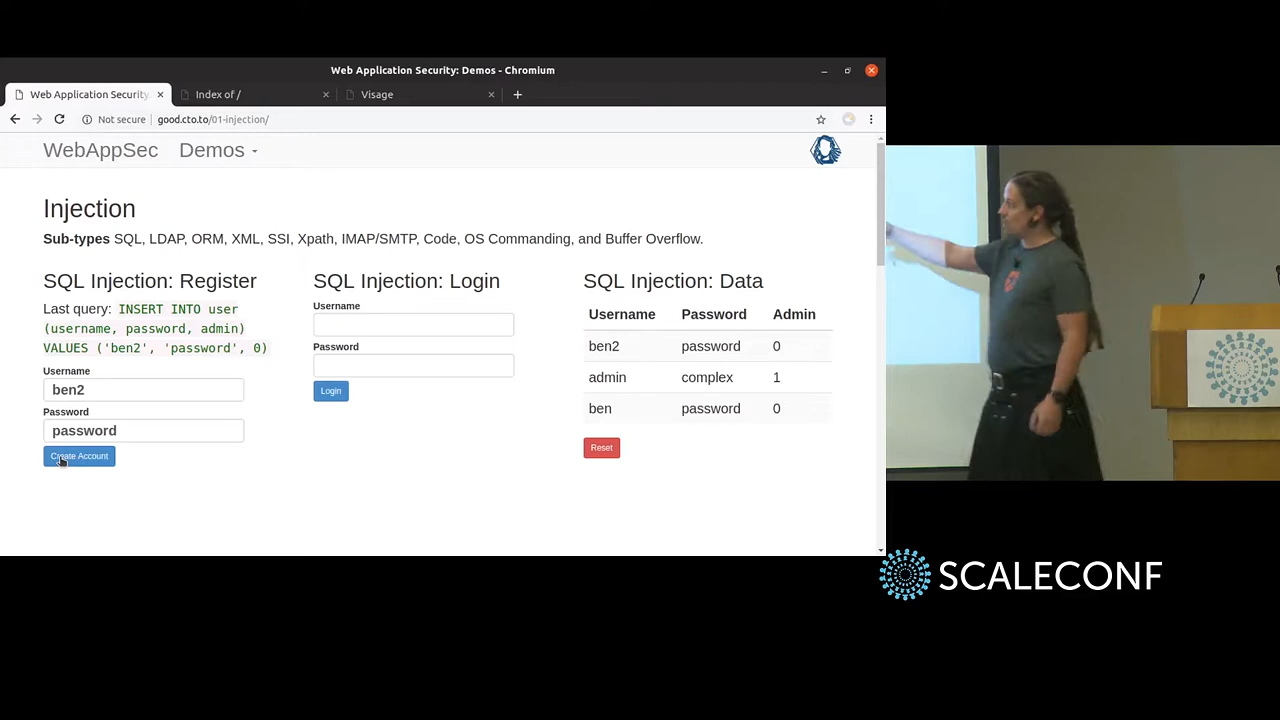 Web Application Security: Demos - Chromium
Web Application Security
Index of /
Visage
Not secure
good.cto.to/01-injection/
WebAppSec
Demos
Injection
Sub-types SQL, LDAP, ORM, XML, SSI, Xpath, IMAP/SMTP, Code, OS Commanding, and Buffer Overflow.
SQL Injection: Register
Last query: INSERT INTO user
(username, password, admin)
VALUES ('ben2', 'password', 0)
Username
ben2
Password
password
Create Account
SQL Injection: Login
Username
Password
Login
SQL Injection: Data
Username Password Admin
ben2 password 0
admin complex 1
ben password 0
Reset
SCALECONF